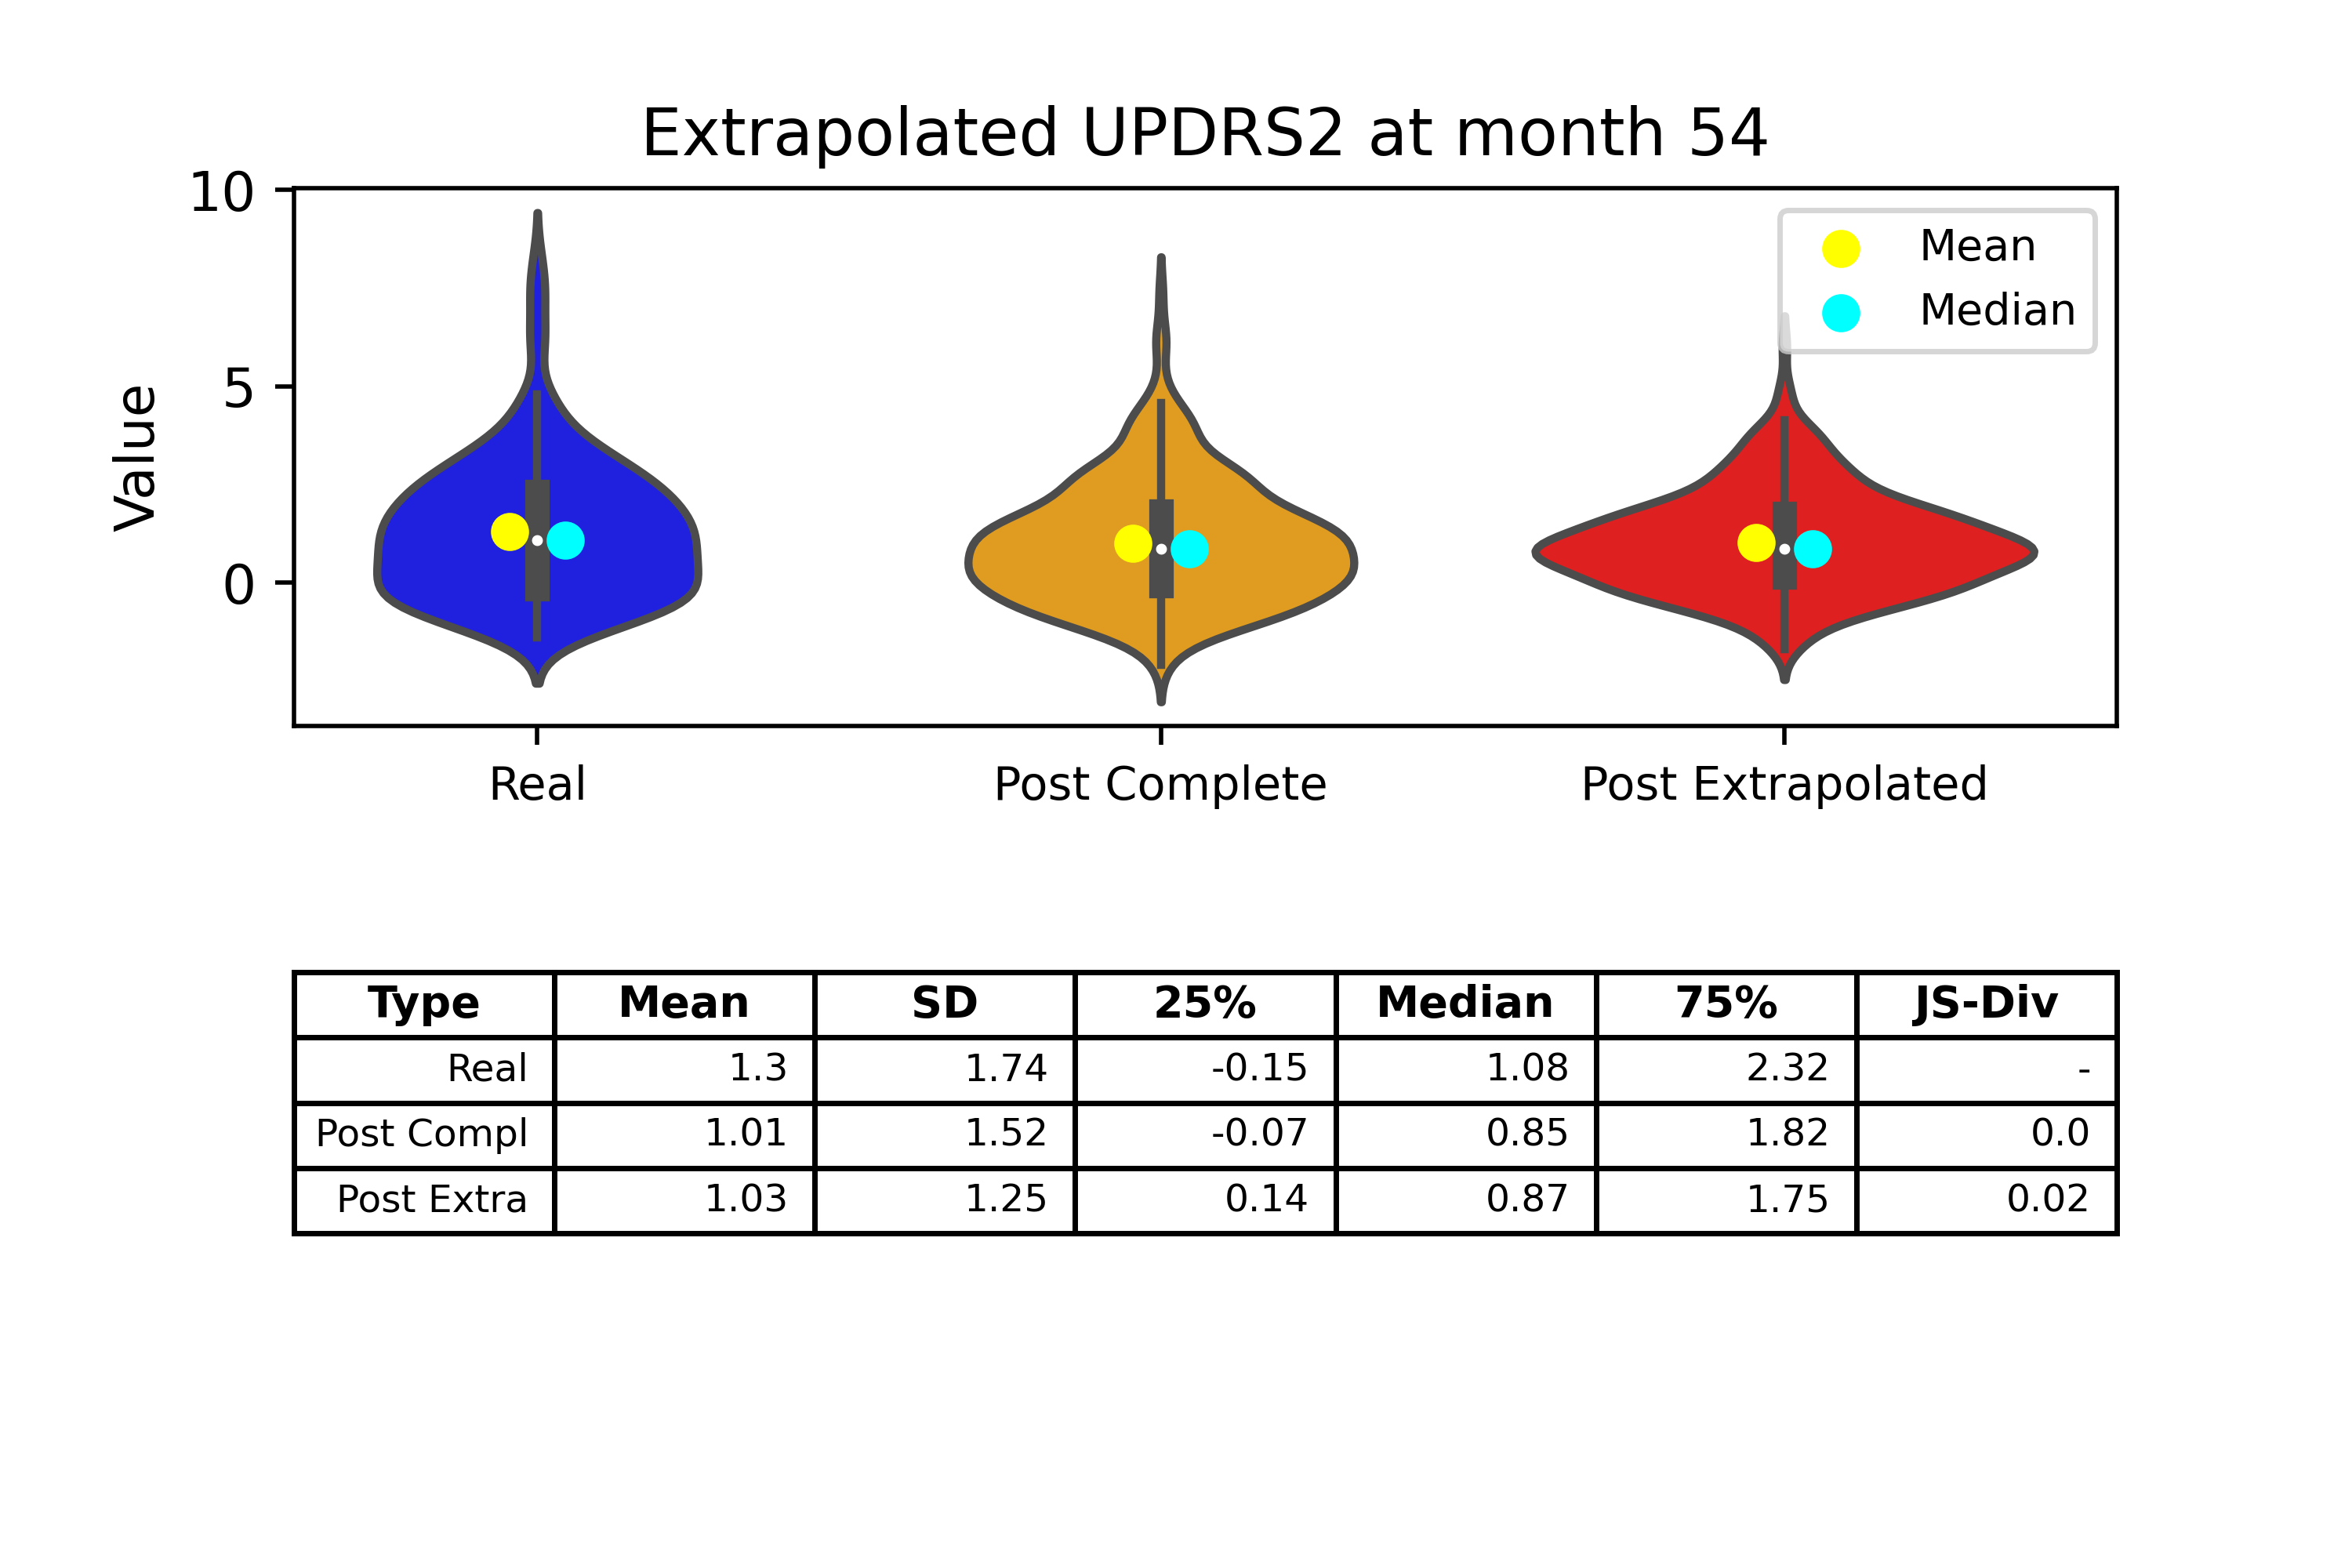 Extrapolated UPDRS2 at month 54
10
5
0
Value
Mean
Median
Real Post Complete Post Extrapolated
Type Mean SD 25% Median 75% JS-Div
Real 1.3 1.74 -0.15 1.08 2.32 -
Post Compl 1.01 1.52 -0.07 0.85 1.82 0.0
Post Extra 1.03 1.25 0.14 0.87 1.75 0.02